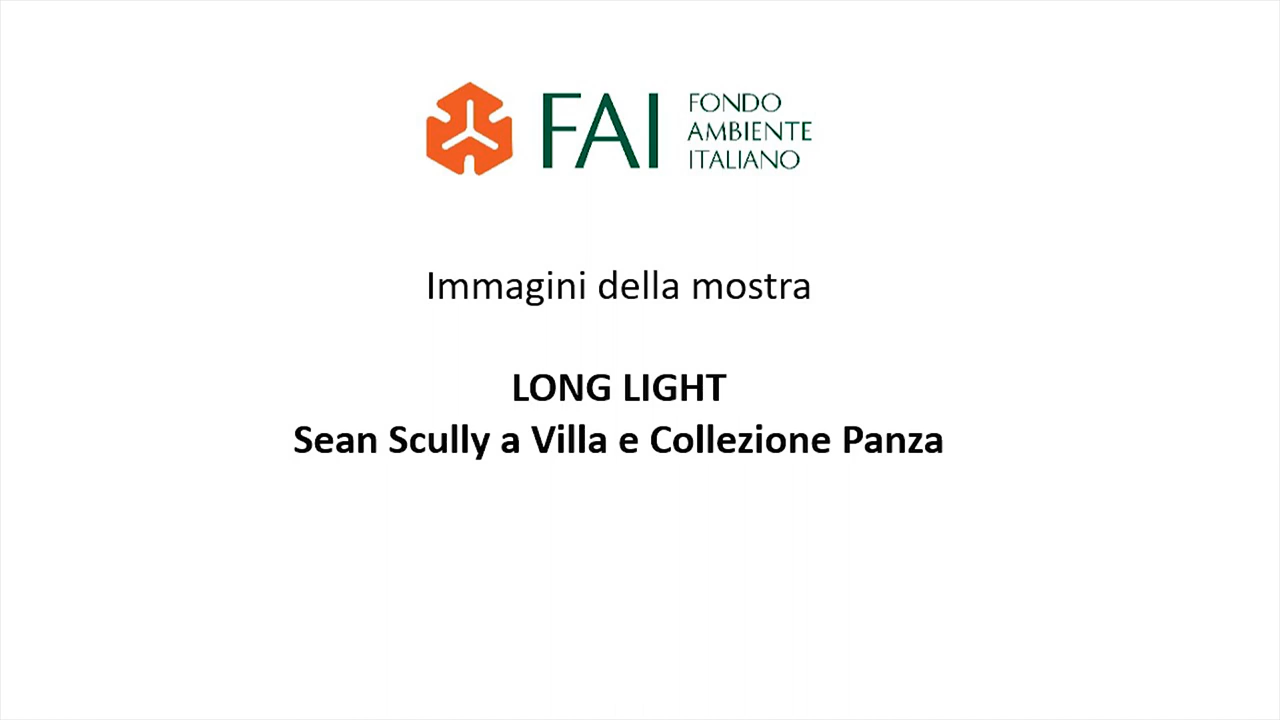 FAI
FONDO
AMBIENTE
ITALIANO
Immagini della mostra
LONG LIGHT
Sean Scully a Villa e Collezione Panza